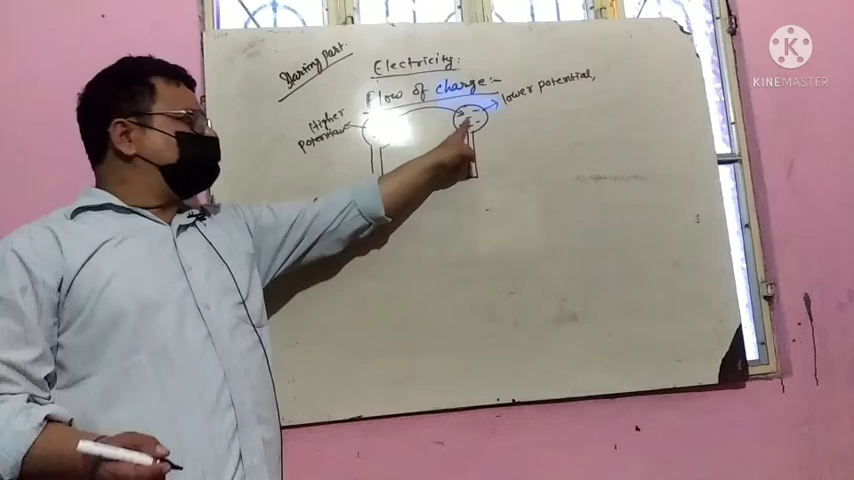 Starting Part.
Electricity:
Flow of charge:-
Higher
potential
lower potential,
K
KINEMASTER